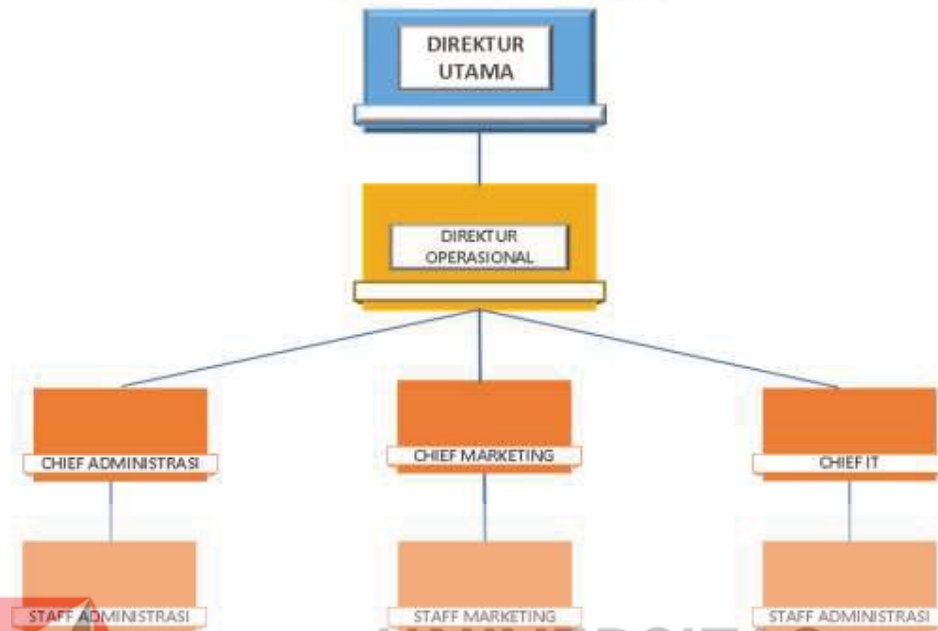 DIREKTUR
UTAMA
DIREKTUR
OPERASIONAL
CHIEF ADMINISTRASI
CHIEF MARKETING
CHIEF IT
STAFF ADMINISTRASI
STAFF MARKETING
STAFF ADMINISTRASI